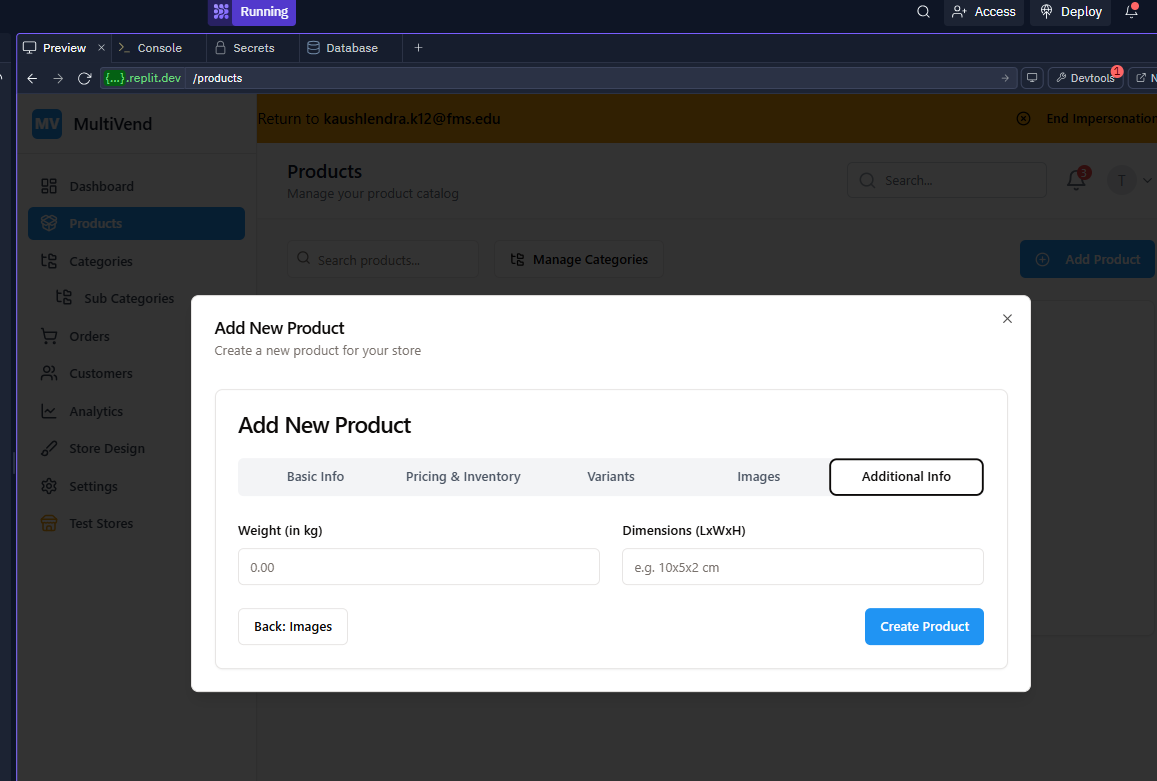 Running
Access
Deploy
Preview
Console
Secrets
Database
{...}.replit.dev
/products
Devtools
1
N
MV
MultiVend
Return to kaushlendra.k12@fms.edu
End Impersonation
Products
Manage your product catalog
Search...
3
T
Dashboard
Products
Categories
Sub Categories
Orders
Customers
Analytics
Store Design
Settings
Test Stores
Search products...
Manage Categories
Add Product
Add New Product
Create a new product for your store
Add New Product
Basic Info
Pricing & Inventory
Variants
Images
Additional Info
Weight (in kg)
Dimensions (LxWxH)
0.00
e.g. 10x5x2 cm
Back: Images
Create Product